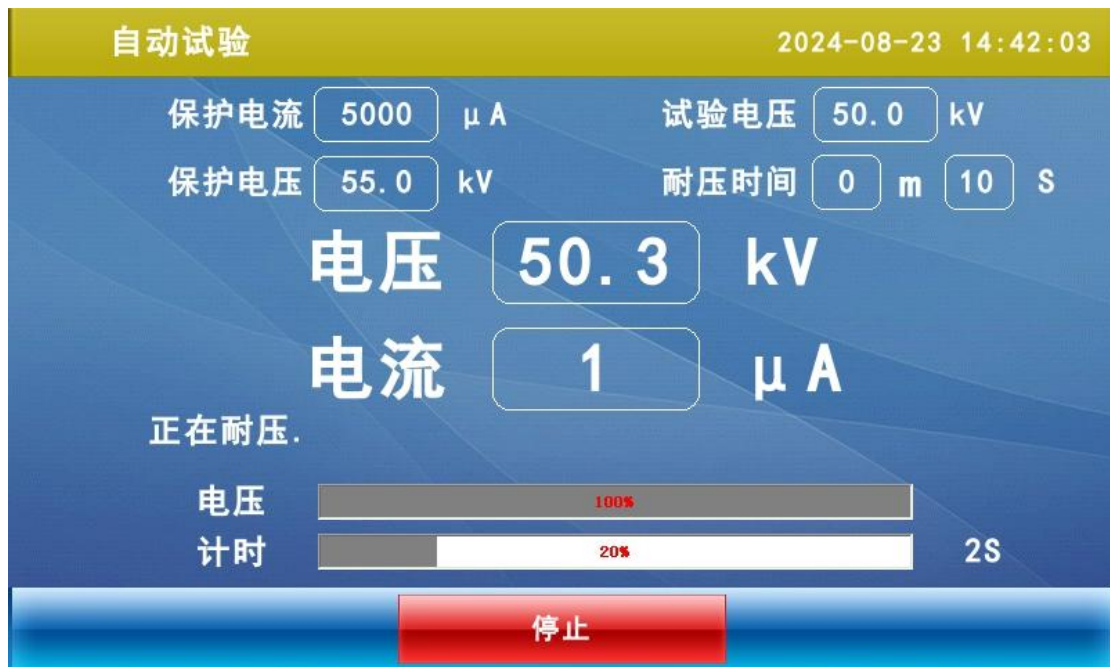 自动试验 2024-08-23 14:42:03
保护电流 5000 μA 试验电压 50.0 kV
保护电压 55.0 kV 耐压时间 0 m 10 S
电压 50.3 kV
电流 1 μA
正在耐压.
电压 100%
计时 20% 2S
停止